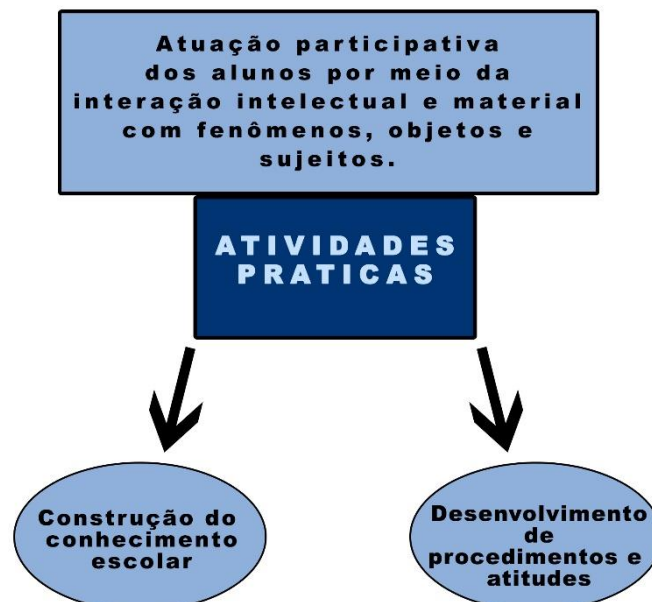 Atuação participativa
dos alunos por meio da
interação intelectual e material
com fenômenos, objetos e
sujeitos.
ATIVIDADES
PRATICAS
Construção do
conhecimento
escolar
Desenvolvimento
de
procedimentos e
atitudes